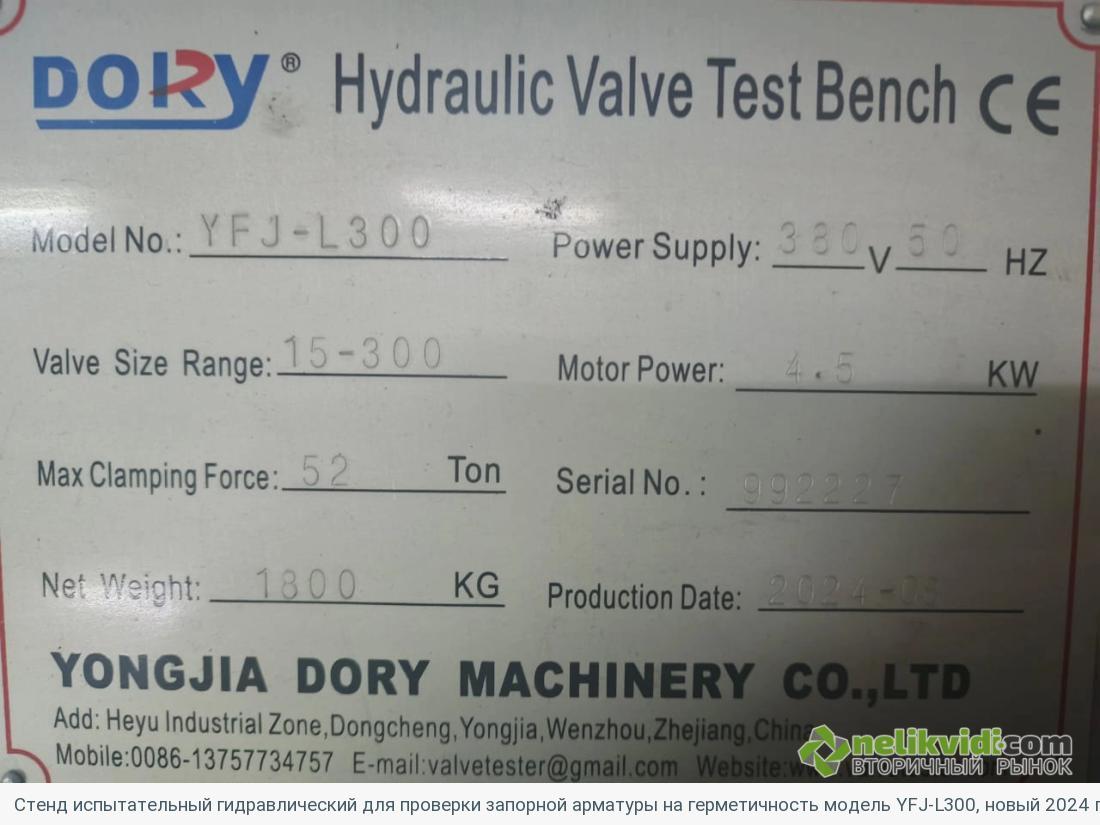 DORY® Hydraulic Valve Test Bench CE
Model No.: YFJ-L300 Power Supply: 380 V 50 HZ
Valve Size Range: 15-300 Motor Power: 4.5 KW
Max Clamping Force: 52 Ton Serial No.: 992227
Net Weight: 1800 KG Production Date: 2024-
YONGJIA DORY MACHINERY CO.,LTD
Add: Heyu Industrial Zone,Dongcheng,Yongjia,Wenzhou,Zhejiang,China
Mobile:0086-13757734757 E-mail:valvetester@gmail.com Website:
nelikvidi.com
ВТОРИЧНЫЙ РЫНОК
Стенд испытательный гидравлический для проверки запорной арматуры на герметичность модель YFJ-L300, новый 2024 г